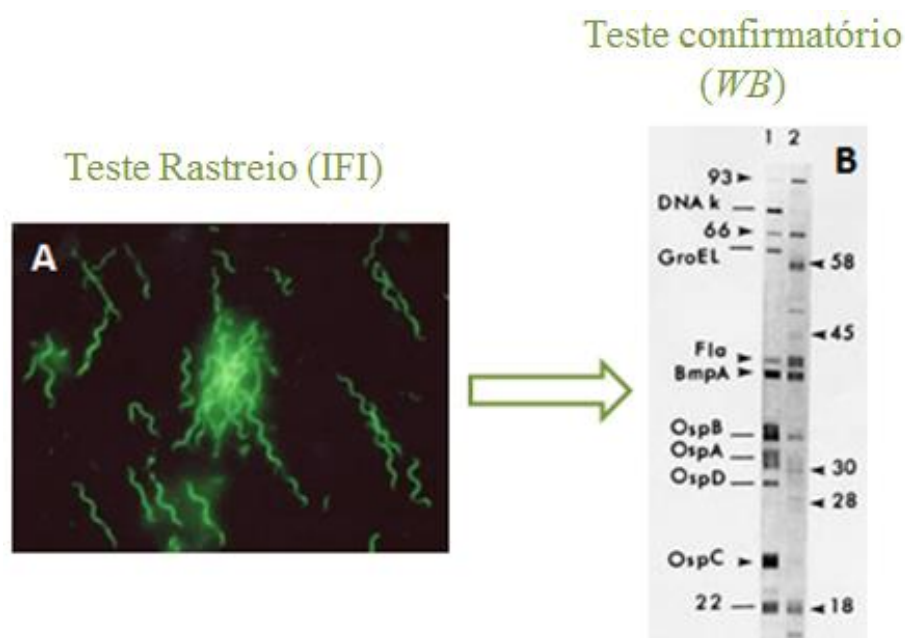 Teste confirmatório
(WB)
Teste Rastreio (IFI)
A
1 2
B
93
DNA k
66
GroEL
58
45
Fla
BmpA
OspB
OspA
30
OspD
28
OspC
22
18